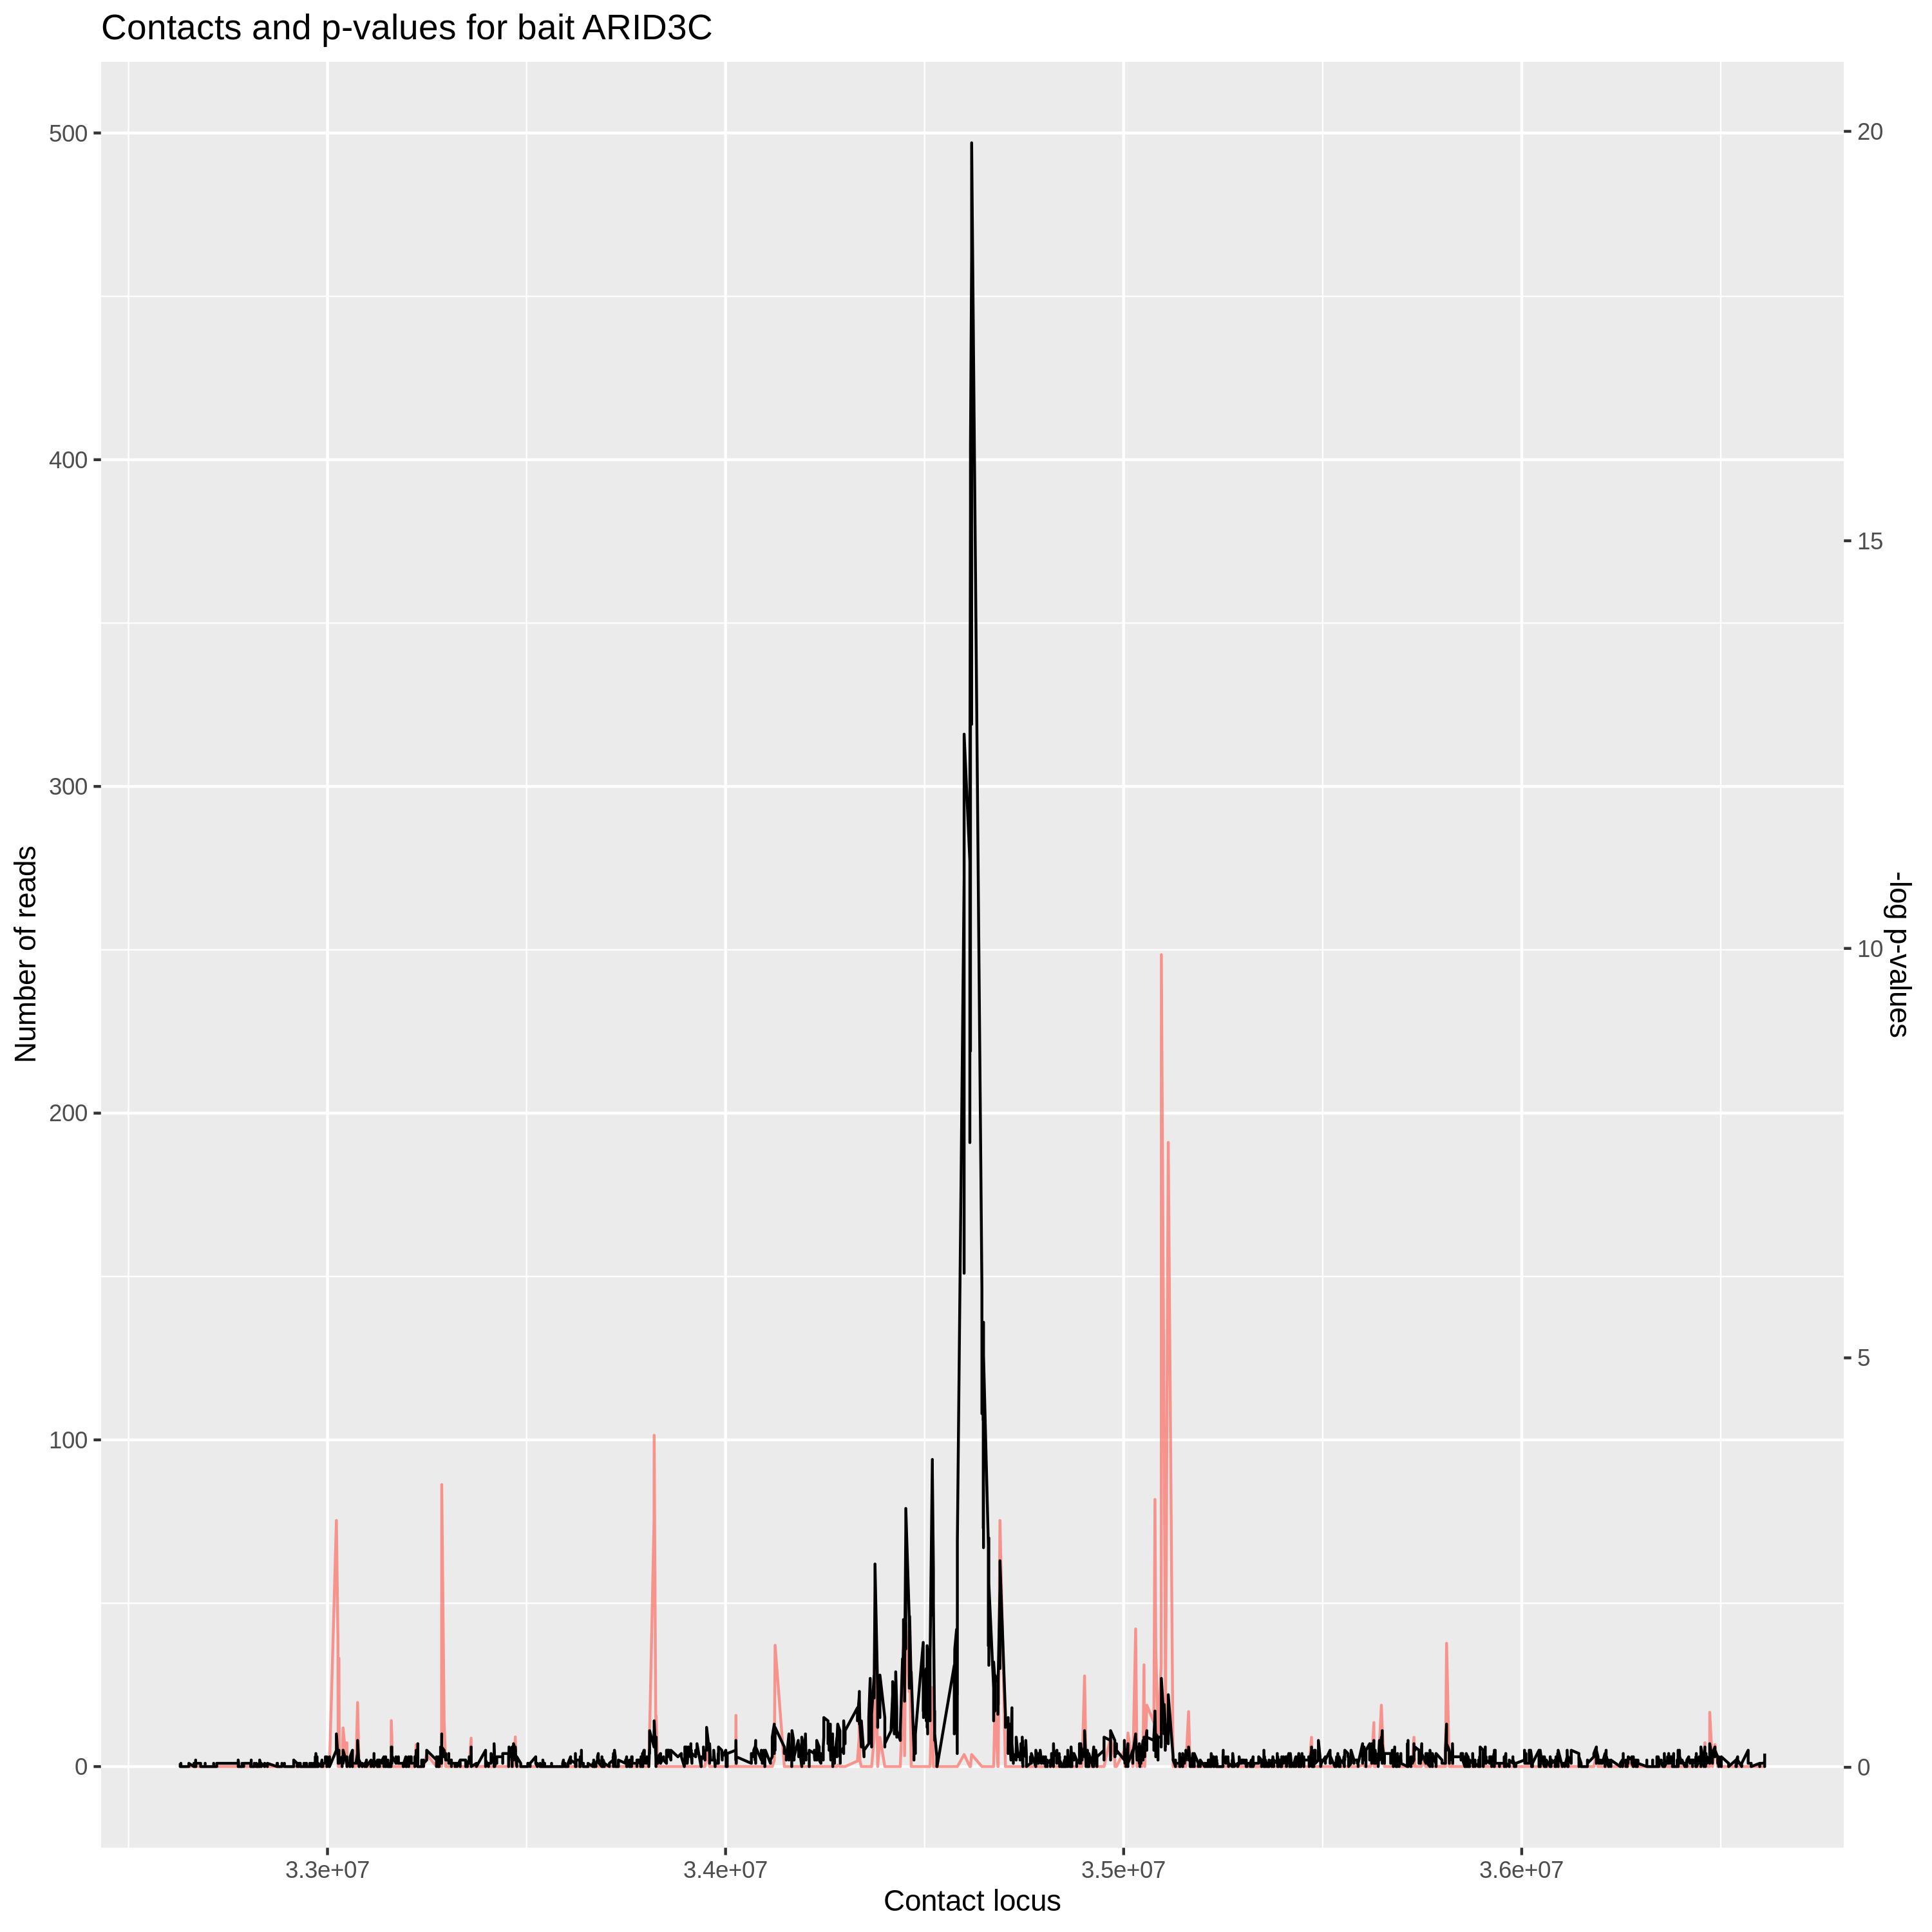 Contacts and p-values for bait ARID3C
500
400
300
200
100
0
Number of reads
20
15
10
5
0
-log p-values
3.3e+07
3.4e+07
3.5e+07
3.6e+07
Contact locus